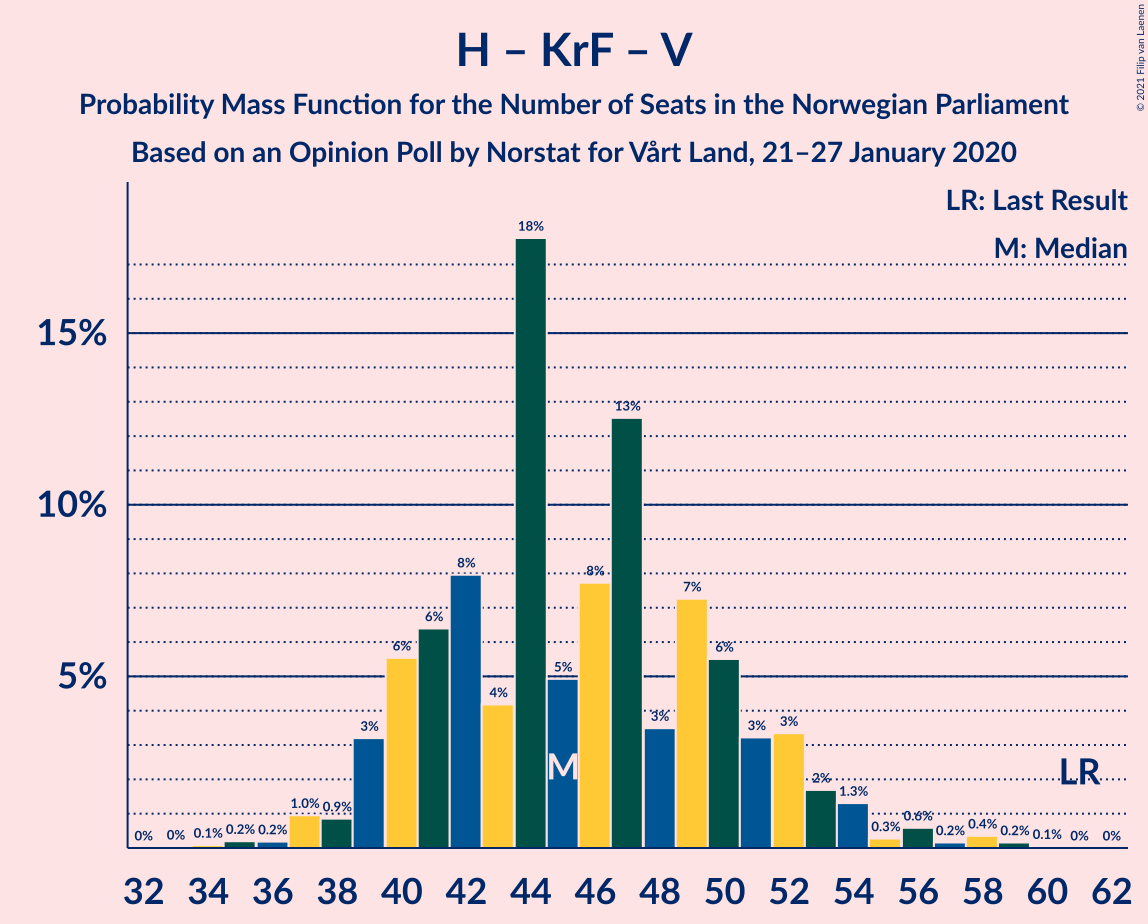 H – KrF – V
Probability Mass Function for the Number of Seats in the Norwegian Parliament
Based on an Opinion Poll by Norstat for Vårt Land, 21–27 January 2020
© 2021 Filip van Laenen
LR: Last Result
M: Median
15%
10%
5%
0% 0% 0.1% 0.2% 0.2% 1.0% 0.9% 3% 6% 6% 8% 4% 18% 5% 8% 13% 3% 7% 6% 3% 3% 2% 1.3% 0.3% 0.6% 0.2% 0.4% 0.2% 0.1% 0% 0%
M
LR
32 34 36 38 40 42 44 46 48 50 52 54 56 58 60 62